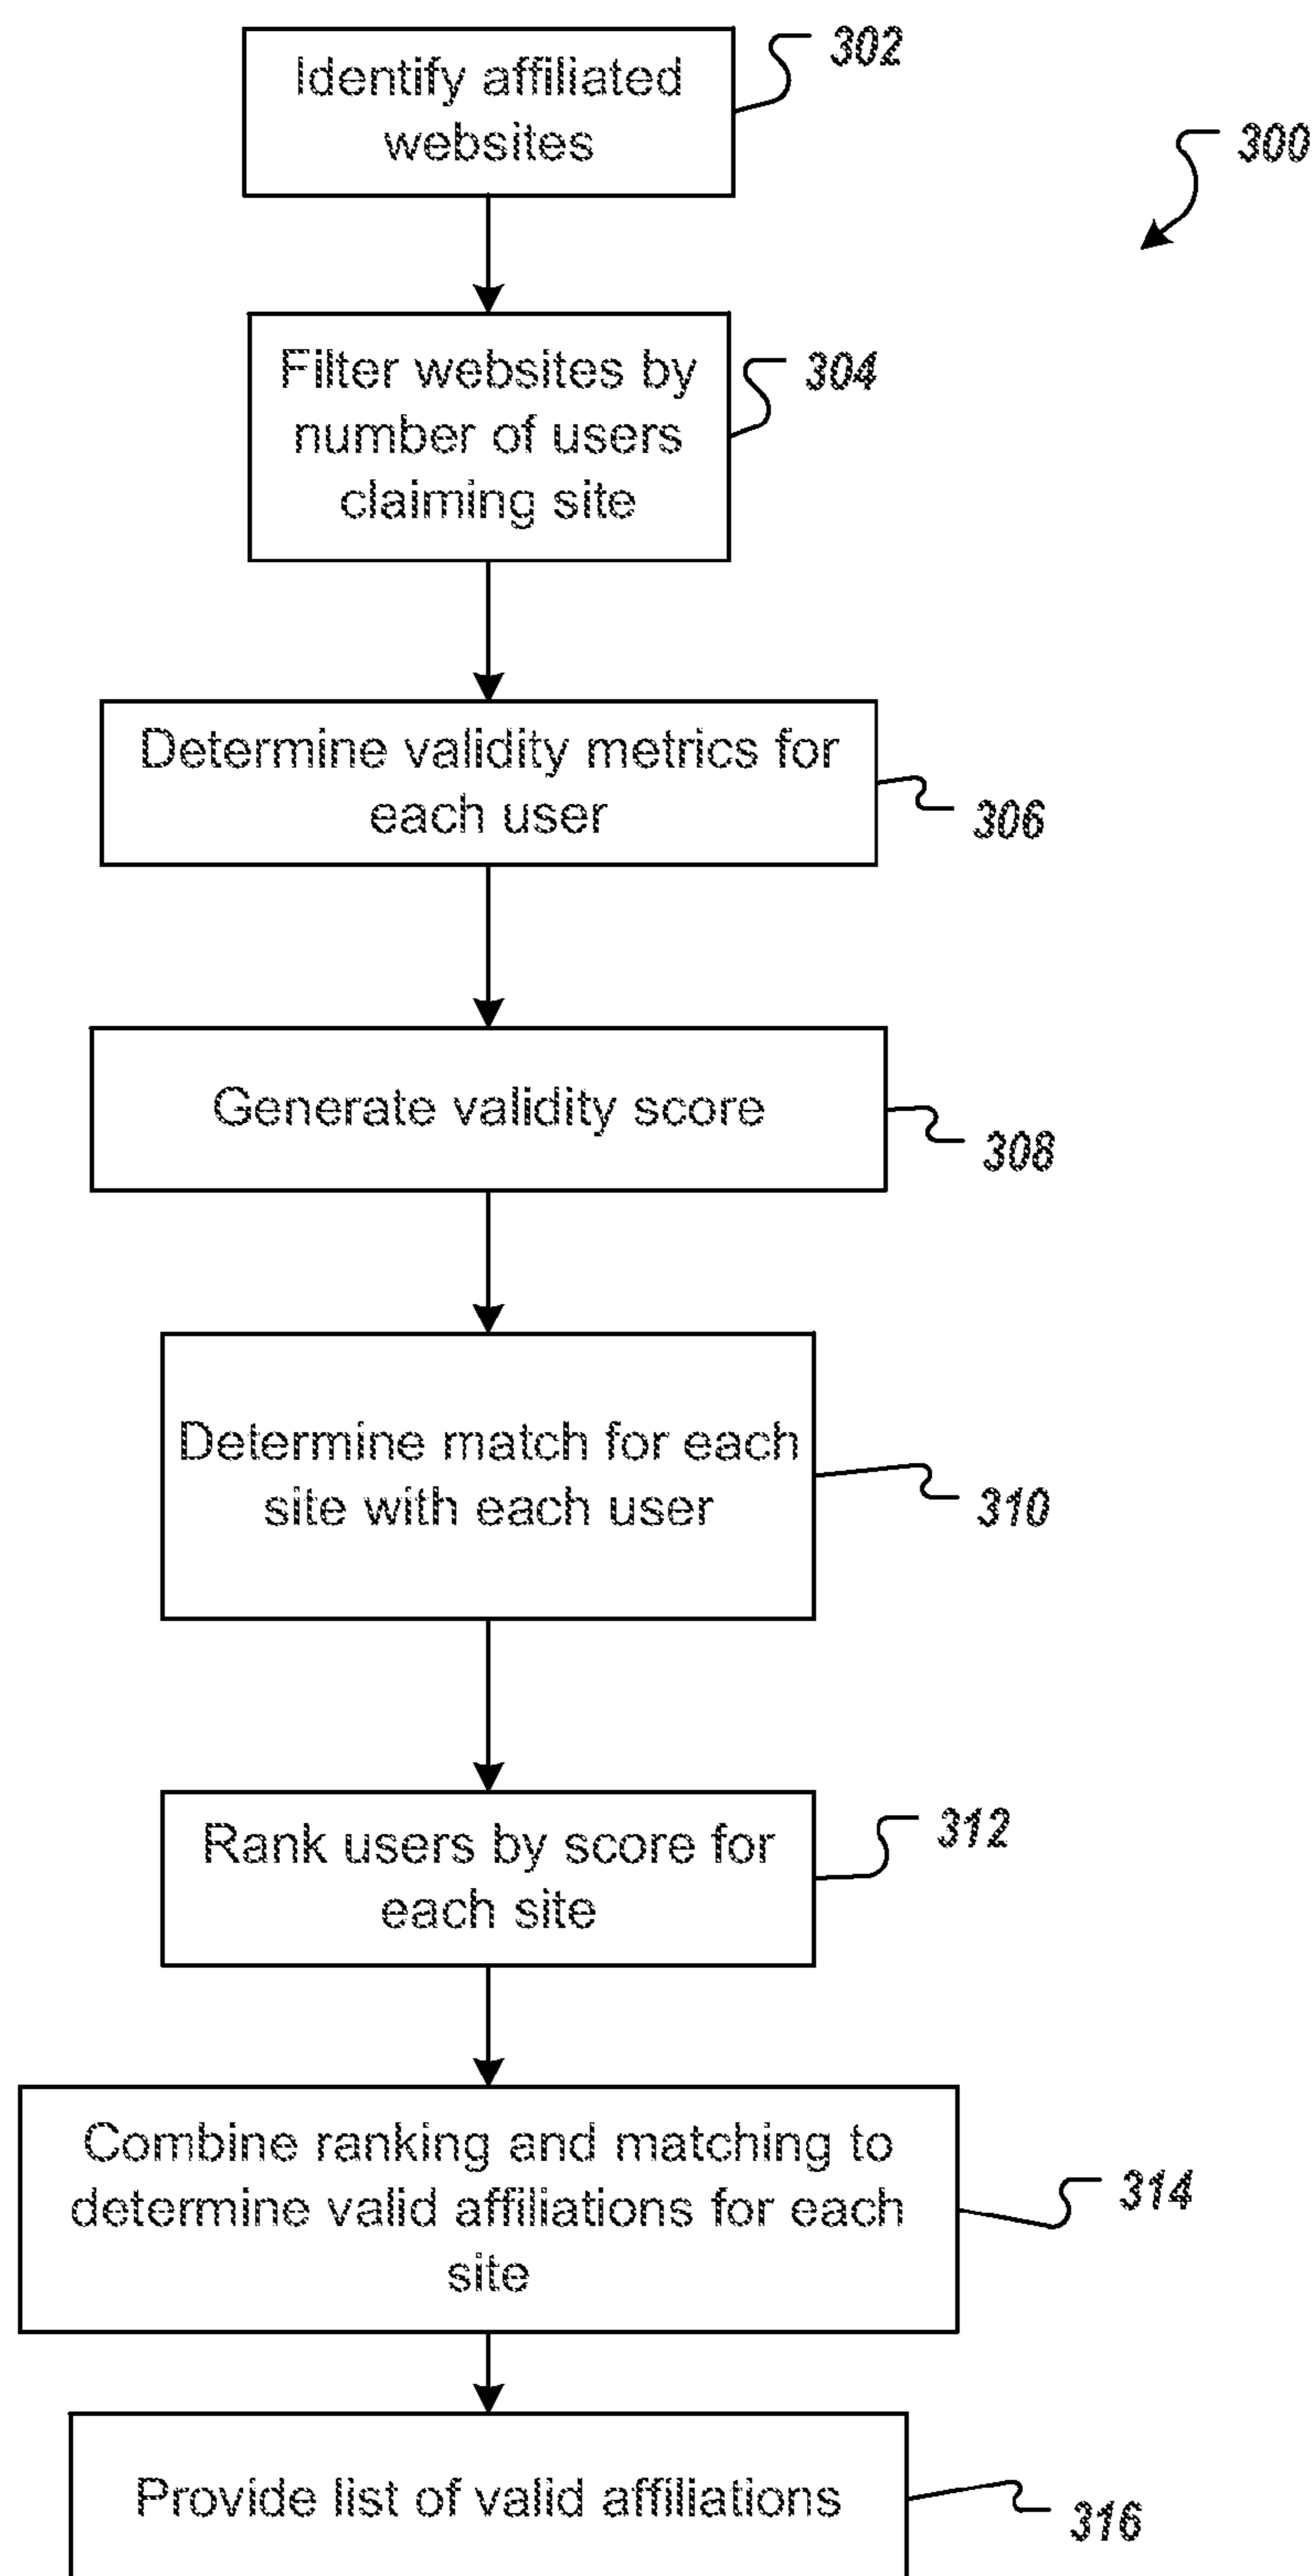 302
Identify affiliated
websites
300
Filter websites by
number of users
claiming site
304
Determine validity metrics for
each user
306
Generate validity score
308
Determine match for each
site with each user
310
Rank users by score for
each site
312
Combine ranking and matching to
determine valid affiliations for each
site
314
Provide list of valid affiliations
316